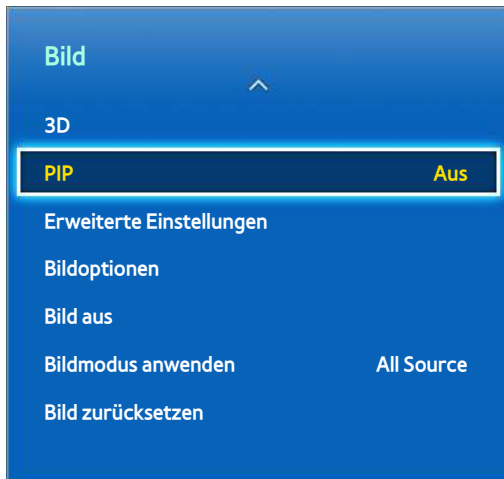 Bild
3D
PIP Aus
Erweiterte Einstellungen
Bildoptionen
Bild aus
Bildmodus anwenden All Source
Bild zurücksetzen